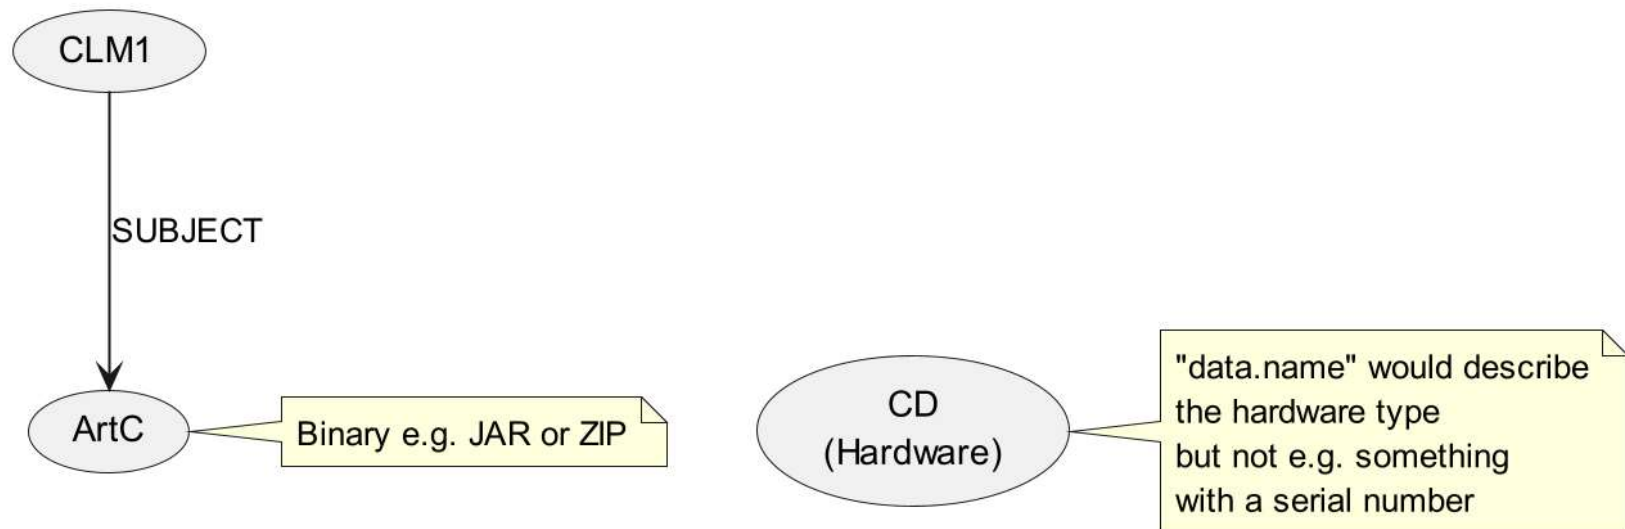 CLM1
SUBJECT
ArtC
Binary e.g. JAR or ZIP
CD
(Hardware)
"data.name" would describe
the hardware type
but not e.g. something
with a serial number